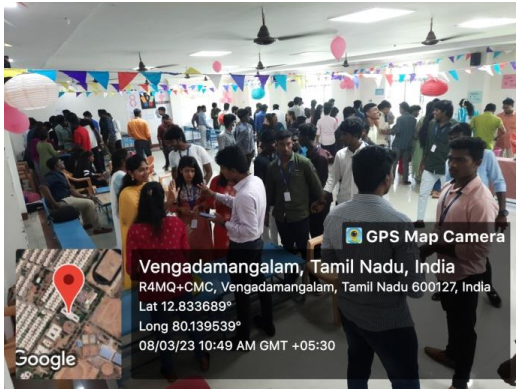 GPS Map Camera
Vengadamangalam, Tamil Nadu, India
R4MQ+CMC, Vengadamangalam, Tamil Nadu 600127, India
Lat 12.833689°
Long 80.139539°
08/03/23 10:49 AM GMT +05:30
Google